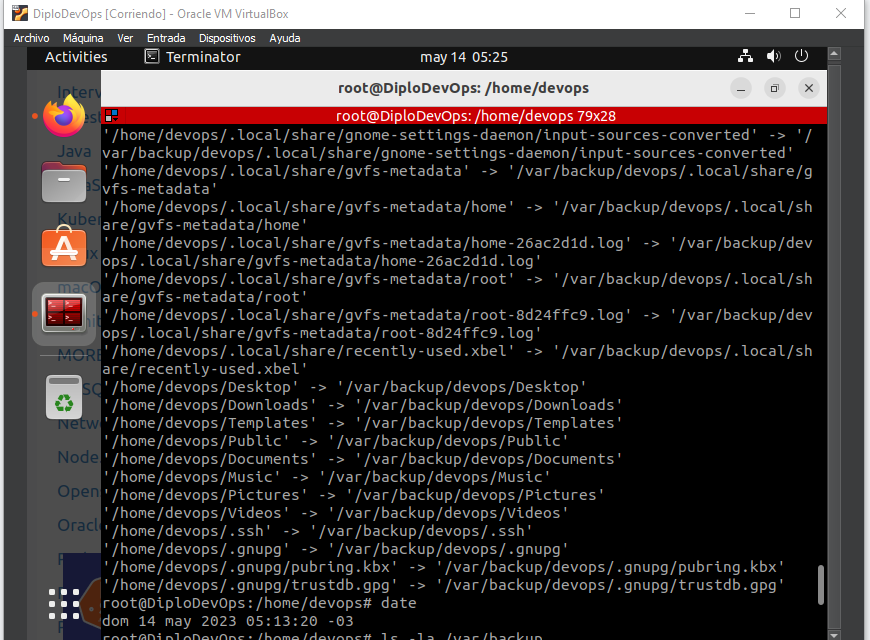 DiploDevOps [Corriendo] - Oracle VM VirtualBox
Archivo Máquina Ver Entrada Dispositivos Ayuda
Activities Terminator may 14 05:25
root@DiploDevOps: /home/devops
root@DiploDevOps: /home/devops 79x28
'/home/devops/.local/share/gnome-settings-daemon/input-sources-converted' -> '/
var/backup/devops/.local/share/gnome-settings-daemon/input-sources-converted'
'/home/devops/.local/share/gvfs-metadata' -> '/var/backup/devops/.local/share/g
vfs-metadata'
'/home/devops/.local/share/gvfs-metadata/home' -> '/var/backup/devops/.local/sh
are/gvfs-metadata/home'
'/home/devops/.local/share/gvfs-metadata/home-26ac2d1d.log' -> '/var/backup/dev
ops/.local/share/gvfs-metadata/home-26ac2d1d.log'
'/home/devops/.local/share/gvfs-metadata/root' -> '/var/backup/devops/.local/sh
are/gvfs-metadata/root'
'/home/devops/.local/share/gvfs-metadata/root-8d24ffc9.log' -> '/var/backup/dev
ops/.local/share/gvfs-metadata/root-8d24ffc9.log'
'/home/devops/.local/share/recently-used.xbel' -> '/var/backup/devops/.local/sh
are/recently-used.xbel'
'/home/devops/Desktop' -> '/var/backup/devops/Desktop'
'/home/devops/Downloads' -> '/var/backup/devops/Downloads'
'/home/devops/Templates' -> '/var/backup/devops/Templates'
'/home/devops/Public' -> '/var/backup/devops/Public'
'/home/devops/Documents' -> '/var/backup/devops/Documents'
'/home/devops/Music' -> '/var/backup/devops/Music'
'/home/devops/Pictures' -> '/var/backup/devops/Pictures'
'/home/devops/Videos' -> '/var/backup/devops/Videos'
'/home/devops/.ssh' -> '/var/backup/devops/.ssh'
'/home/devops/.gnupg' -> '/var/backup/devops/.gnupg'
'/home/devops/.gnupg/pubring.kbx' -> '/var/backup/devops/.gnupg/pubring.kbx'
'/home/devops/.gnupg/trustdb.gpg' -> '/var/backup/devops/.gnupg/trustdb.gpg'
root@DiploDevOps:/home/devops# date
dom 14 may 2023 05:13:20 -03
root@DiploDevOps:/home/devops# ls -la /var/backup
Java